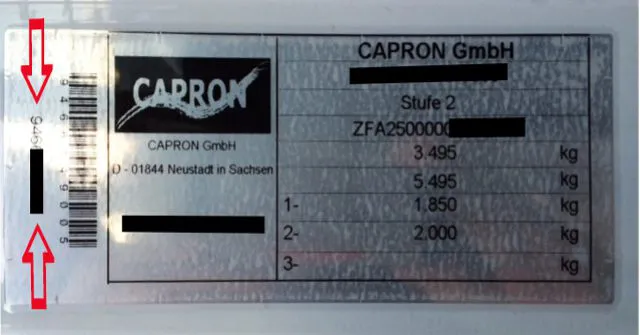 CAPRON
CAPRON GmbH
D - 01844 Neustadt in Sachsen
CAPRON GmbH
Stufe 2
ZFA2500000
3.495 kg
5.495 kg
1- 1.850 kg
2- 2.000 kg
3- kg